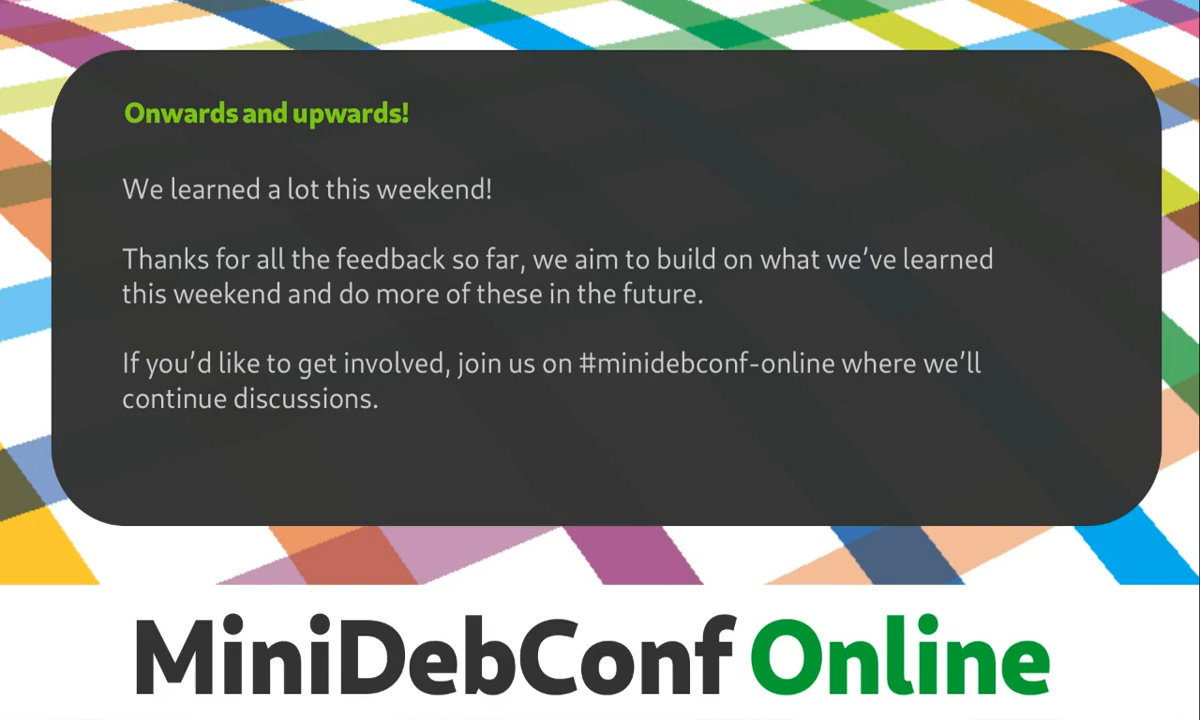 Onwards and upwards!
We learned a lot this weekend!
Thanks for all the feedback so far, we aim to build on what we’ve learned
this weekend and do more of these in the future.
If you’d like to get involved, join us on #minidebconf-online where we’ll
continue discussions.
MiniDebConf Online